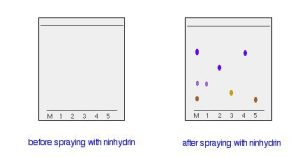 M 1 2 3 4 5
M 1 2 3 4 5
before spraying with ninhydrin
after spraying with ninhydrin